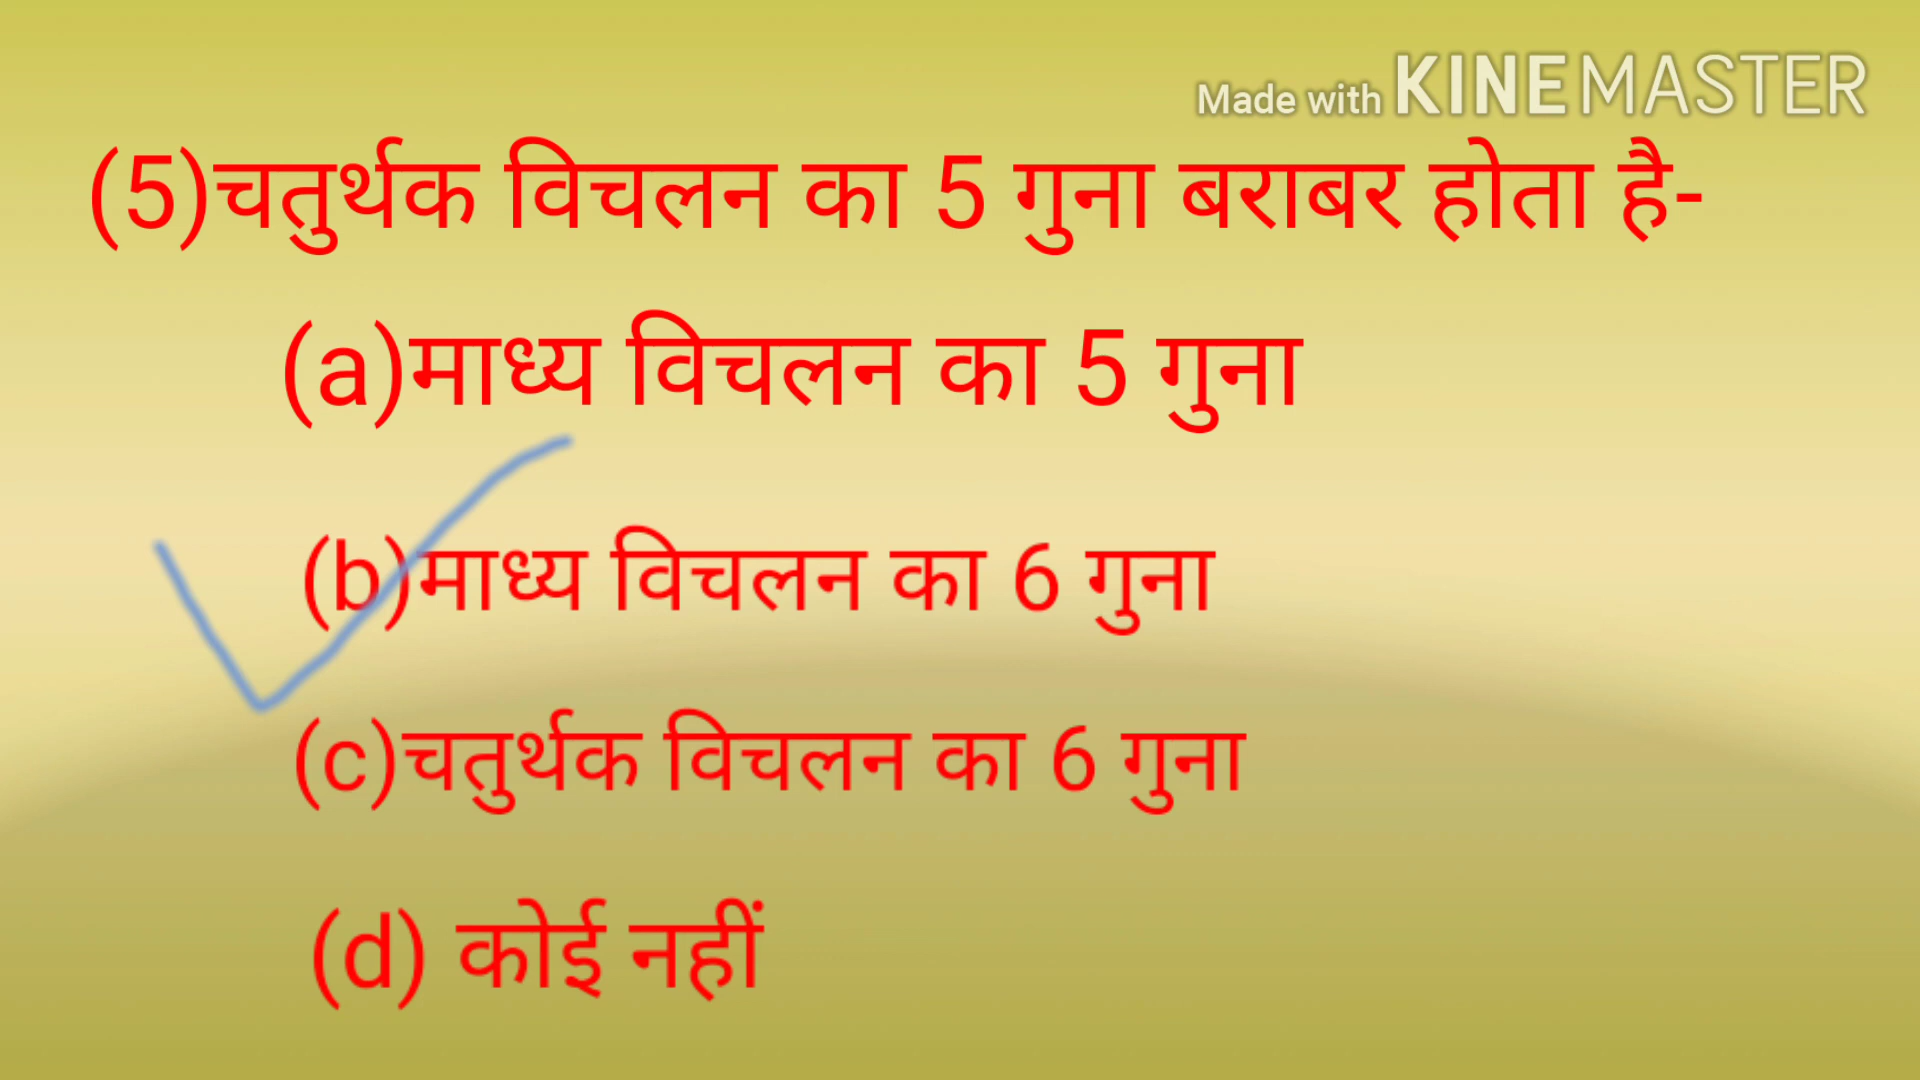 Made with KINEMASTER
(5)चतुर्थक विचलन का 5 गुना बराबर होता है-
(a)माध्य विचलन का 5 गुना
(b)माध्य विचलन का 6 गुना
(c)चतुर्थक विचलन का 6 गुना
(d) कोई नहीं